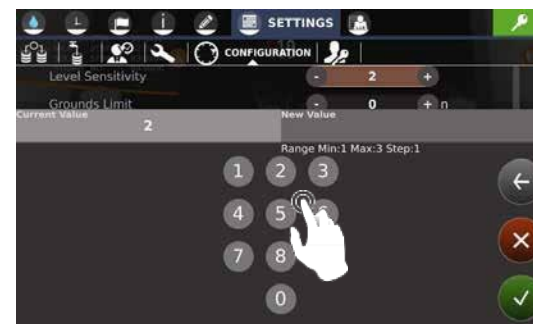 SETTINGS
CONFIGURATION
Level Sensitivity - 2 +
Grounds Limit - 0 + n
Current Value New Value
2
Range Min:1 Max:3 Step:1
1 2 3
4 5 6
7 8
0